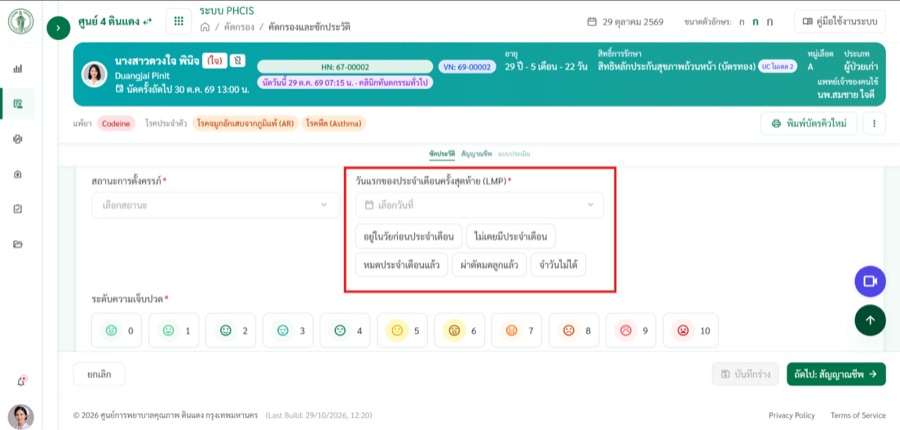 ศูนย์ 4 ดินแดง
ระบบ PHCIS
คัดกรอง / คัดกรองและซักประวัติ
29 ตุลาคม 2569
ขนาดตัวอักษร: ก ก ก
คู่มือใช้งานระบบ
นางสาวดวงใจ พินิจ (ใจ)
Duangjai Pinit
นัดครั้งถัดไป 30 ต.ค. 69 13:00 น.
HN: 67-00002
VN: 69-00002
นัดวันนี้ 29 ต.ค. 69 07:15 น. - คลินิกทันตกรรมทั่วไป
อายุ
29 ปี - 5 เดือน - 22 วัน
สิทธิ์การรักษา
สิทธิหลักประกันสุขภาพถ้วนหน้า (บัตรทอง) UC โมเดล 2
หมู่เลือด
A
ประเภท
ผู้ป่วยเก่า
แพทย์เจ้าของคนไข้
นพ.สมชาย ใจดี
แพ้ยา Codeine โรคประจำตัว โรคจมูกอักเสบจากภูมิแพ้ (AR) โรคหืด (Asthma)
พิมพ์บัตรคิวใหม่
ซักประวัติ สัญญาณชีพ แบบประเมิน
สถานะการตั้งครรภ์ *
เลือกสถานะ
วันแรกของประจำเดือนครั้งสุดท้าย (LMP) *
เลือกวันที่
อยู่ในวัยก่อนประจำเดือน ไม่เคยมีประจำเดือน
หมดประจำเดือนแล้ว ผ่าตัดมดลูกแล้ว จำวันไม่ได้
ระดับความเจ็บปวด *
0 1 2 3 4 5 6 7 8 9 10
ยกเลิก
บันทึกร่าง
ถัดไป: สัญญาณชีพ
© 2026 ศูนย์การพยาบาลคุณภาพ ดินแดง กรุงเทพมหานคร (Last Build: 29/10/2026, 12:20)
Privacy Policy Terms of Service